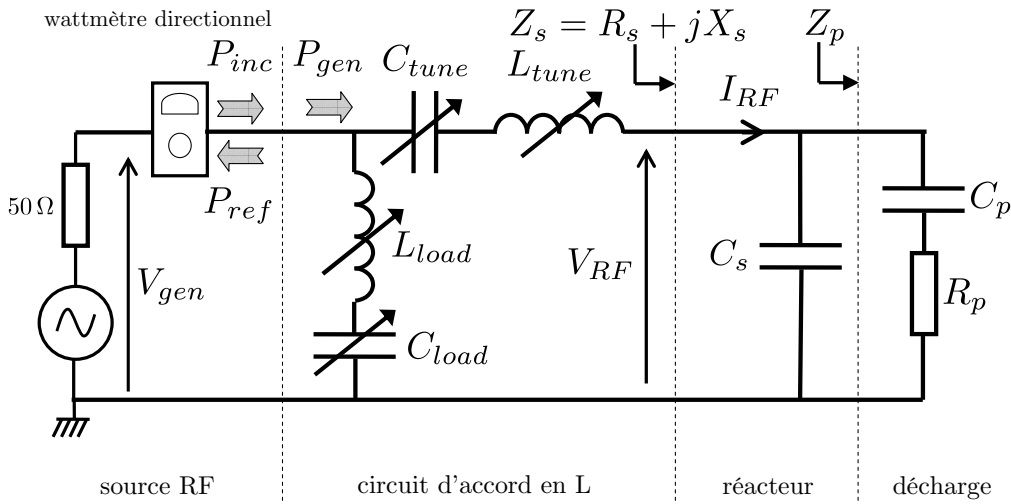 wattmètre directionnel
Z_s = R_s + jX_s
Z_p
P_inc
P_gen
C_tune
L_tune
I_RF
50 Ω
P_ref
V_gen
L_load
C_load
V_RF
C_s
C_p
R_p
source RF
circuit d'accord en L
réacteur
décharge